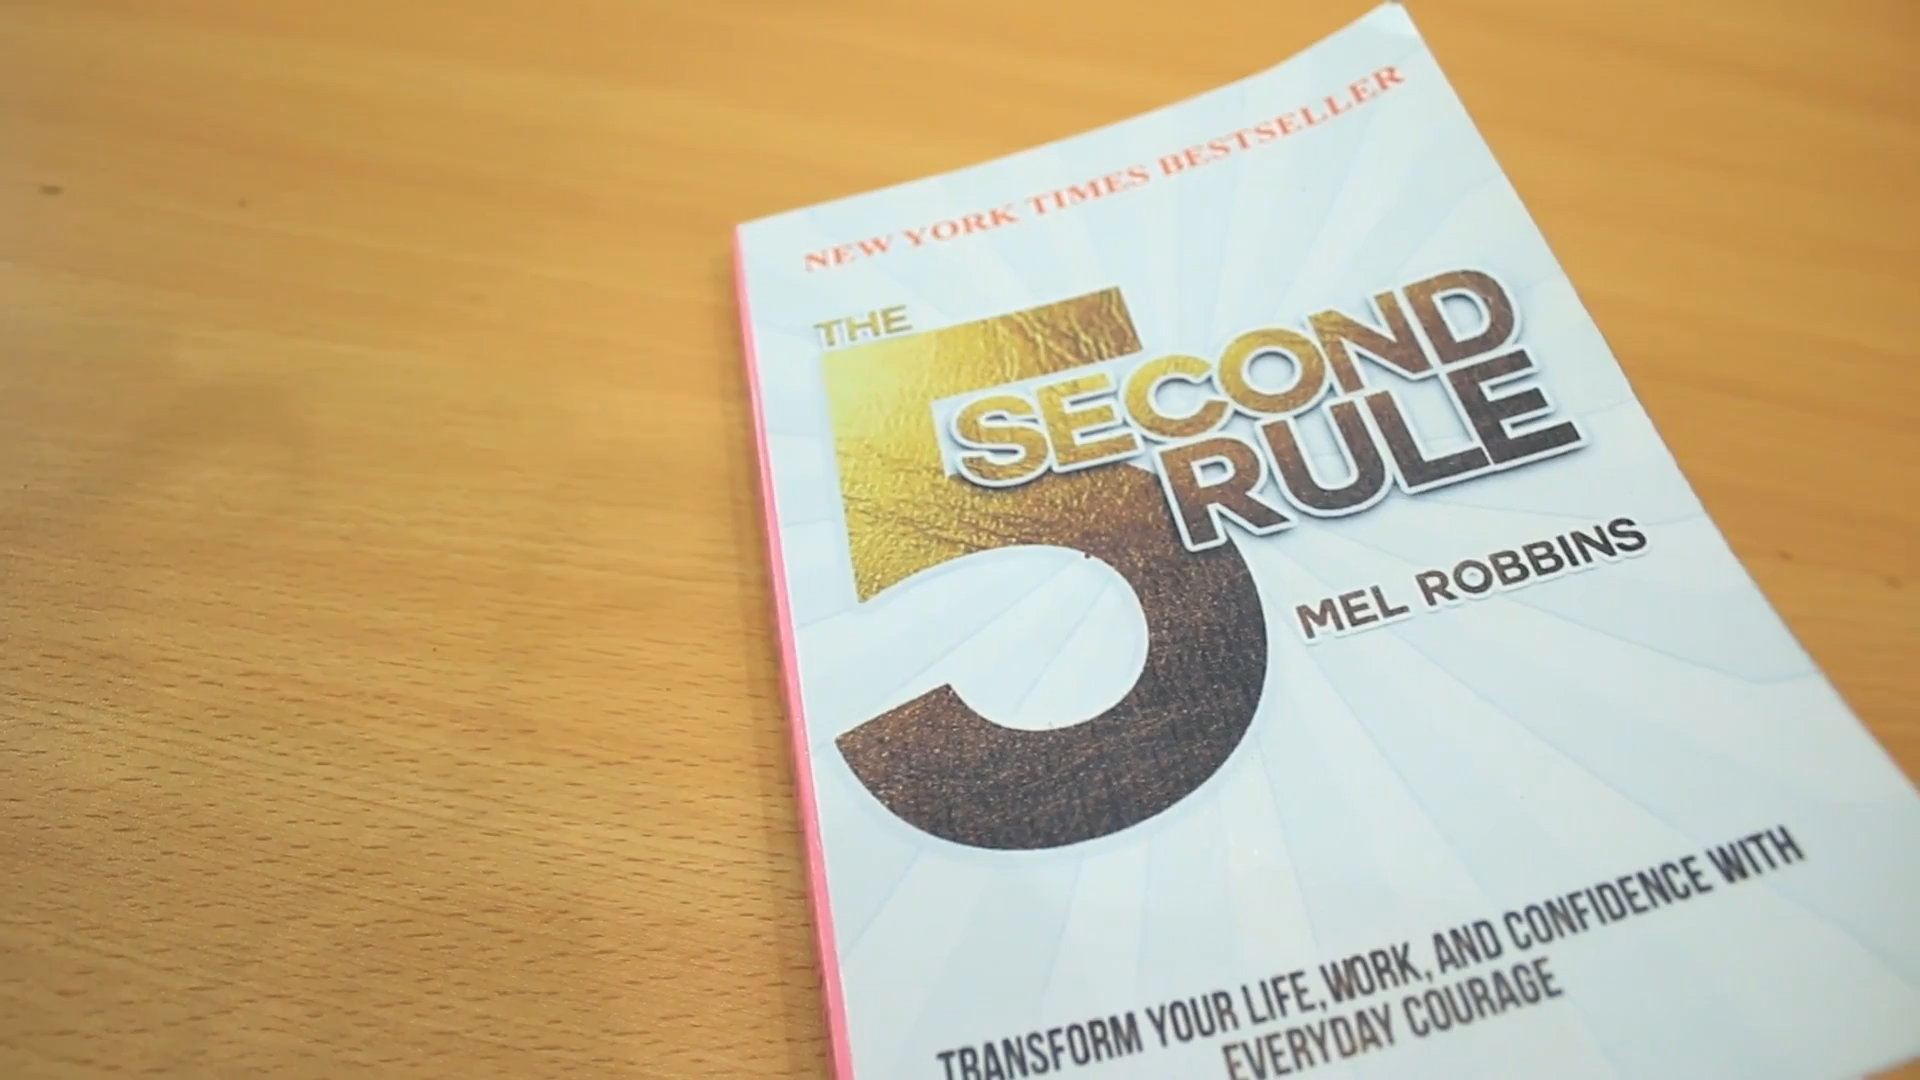 NEW YORK TIMES BESTSELLER
THE
5 SECOND
RULE
MEL ROBBINS
TRANSFORM YOUR LIFE, WORK, AND CONFIDENCE WITH
EVERYDAY COURAGE